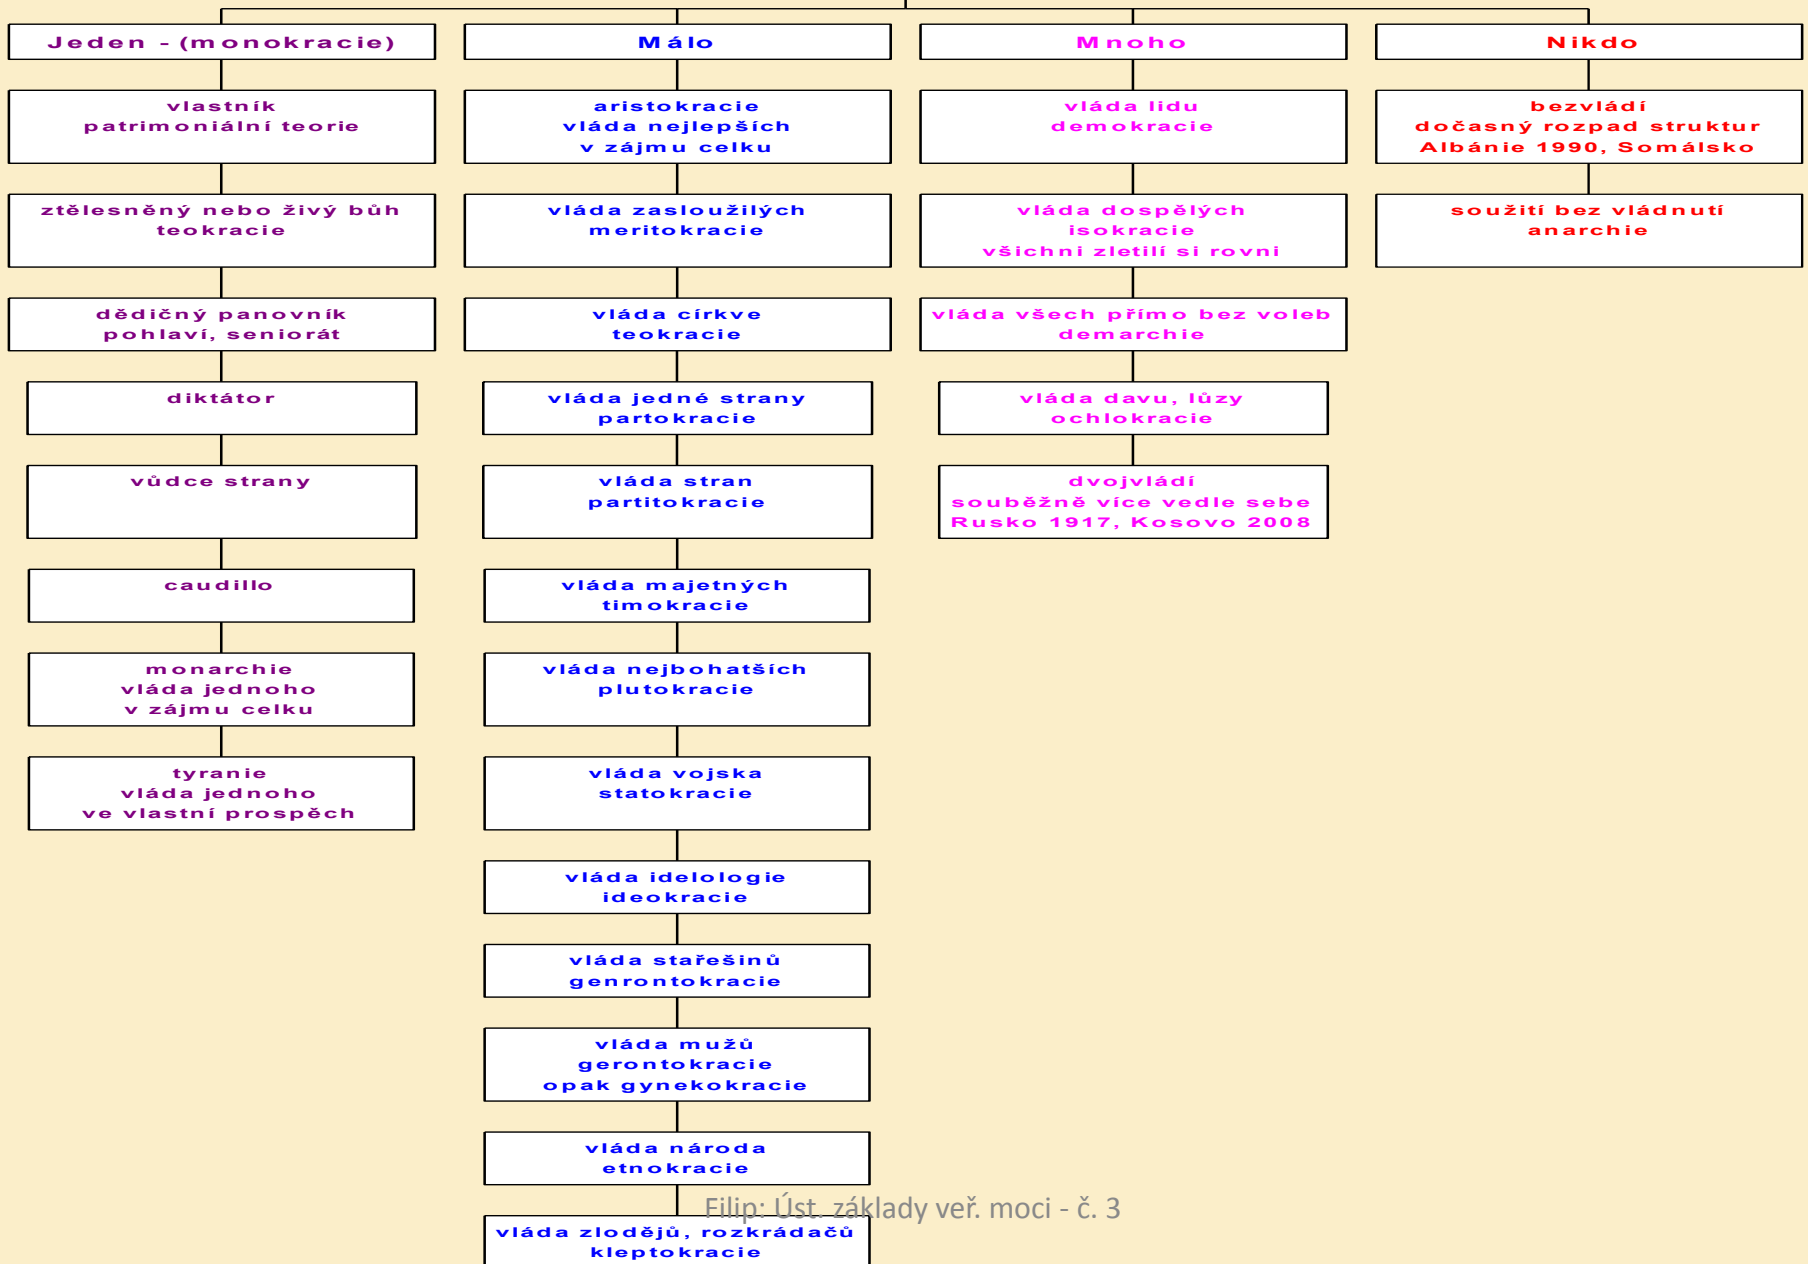 Jeden - (monokracie)
vlastník
patrimoniální teorie
ztělesněný nebo živý bůh
teokracie
dědičný panovník
pohlaví, seniorát
diktátor
vůdce strany
caudillo
monarchie
vláda jednoho
v zájmu celku
tyranie
vláda jednoho
ve vlastní prospěch
Málo
aristokracie
vláda nejlepších
v zájmu celku
vláda zasloužilých
meritokracie
vláda církve
teokracie
vláda jedné strany
partokracie
vláda stran
partitokracie
vláda majetných
timokracie
vláda nejbohatších
plutokracie
vláda vojska
statokracie
vláda idelologie
ideokracie
vláda stařešinů
genrontokracie
vláda mužů
gerontokracie
opak gynekokracie
vláda národa
etnokracie
vláda zlodějů, rozkrádačů
kleptokracie
Mnoho
vláda lidu
demokracie
vláda dospělých
isokracie
všichni zletilí si rovni
vláda všech přímo bez voleb
demarchie
vláda davu, lůzy
ochlokracie
dvojvládí
souběžně více vedle sebe
Rusko 1917, Kosovo 2008
Nikdo
bezvládí
dočasný rozpad struktur
Albánie 1990, Somálsko
soužití bez vládnutí
anarchie
Filip: Úst. základy veř. moci - č. 3